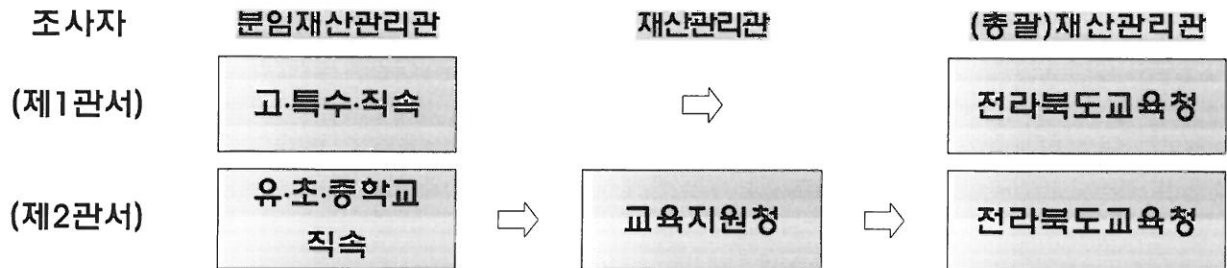 조사자 분임재산관리관 재산관리관 (총괄)재산관리관
(제1관서) 고·특수·직속 ⇨ 전라북도교육청
(제2관서) 유·초·중학교 직속 ⇨ 교육지원청 ⇨ 전라북도교육청